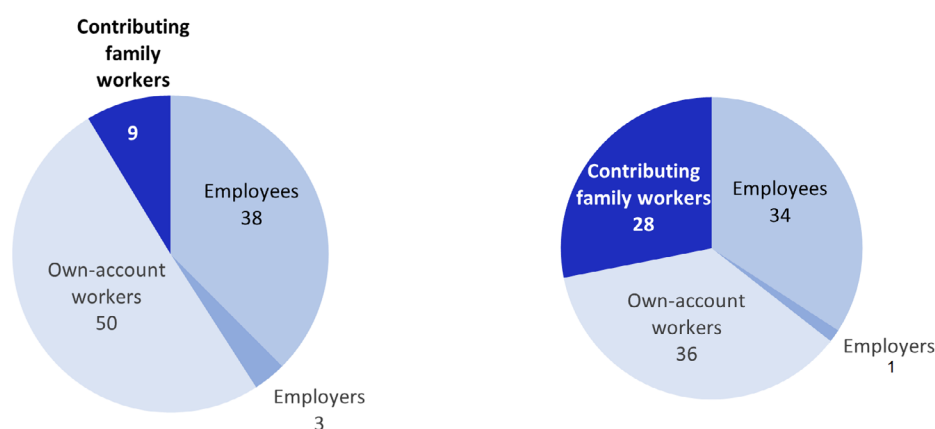 Contributing
family
workers
9
Employees
38
Own-account
workers
50
Employers
3
Contributing
family workers
28
Employees
34
Own-account
workers
36
Employers
1